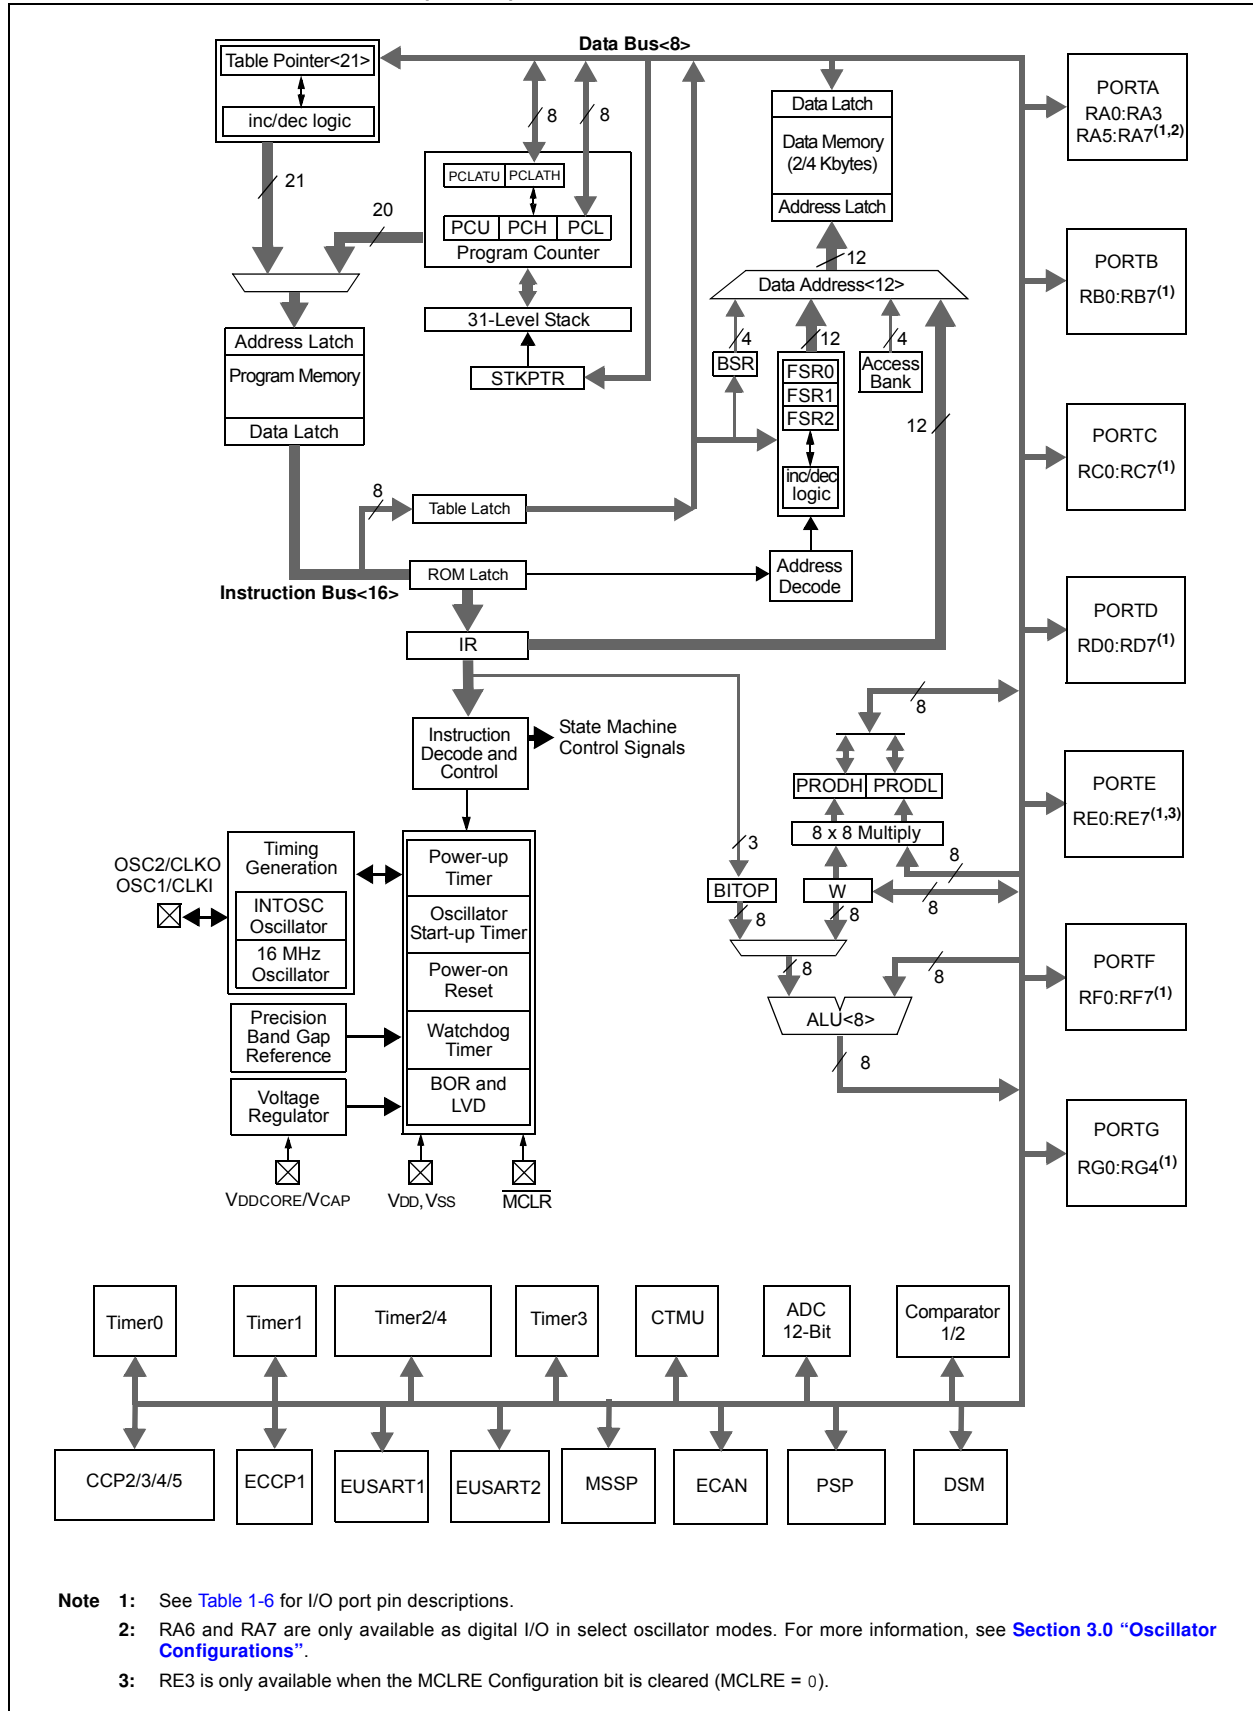 Data Bus<8>
Table Pointer<21>
inc/dec logic
21
20
8
8
PCLATU
PCLATH
PCU
PCH
PCL
Program Counter
31-Level Stack
STKPTR
Address Latch
Program Memory
Data Latch
8
Table Latch
ROM Latch
Instruction Bus<16>
IR
Data Latch
Data Memory
(2/4 Kbytes)
Address Latch
12
Data Address<12>
4
12
4
BSR
FSR0
FSR1
FSR2
inc/dec
logic
Access
Bank
12
Address
Decode
Instruction
Decode and
Control
State Machine
Control Signals
8
PRODH
PRODL
8 x 8 Multiply
3
8
BITOP
W
8
8
8
8
8
ALU<8>
8
OSC2/CLKO
OSC1/CLKI
Timing
Generation
INTOSC
Oscillator
16 MHz
Oscillator
Precision
Band Gap
Reference
Voltage
Regulator
Power-up
Timer
Oscillator
Start-up Timer
Power-on
Reset
Watchdog
Timer
BOR and
LVD
VDDCORE/VCAP
VDD, VSS
MCLR
PORTA
RA0:RA3
RA5:RA7(1,2)
PORTB
RB0:RB7(1)
PORTC
RC0:RC7(1)
PORTD
RD0:RD7(1)
PORTE
RE0:RE7(1,3)
PORTF
RF0:RF7(1)
PORTG
RG0:RG4(1)
Timer0
Timer1
Timer2/4
Timer3
CTMU
ADC
12-Bit
Comparator
1/2
CCP2/3/4/5
ECCP1
EUSART1
EUSART2
MSSP
ECAN
PSP
DSM
Note 1: See Table 1-6 for I/O port pin descriptions.
2: RA6 and RA7 are only available as digital I/O in select oscillator modes. For more information, see Section 3.0 “Oscillator
Configurations”.
3: RE3 is only available when the MCLRE Configuration bit is cleared (MCLRE = 0).